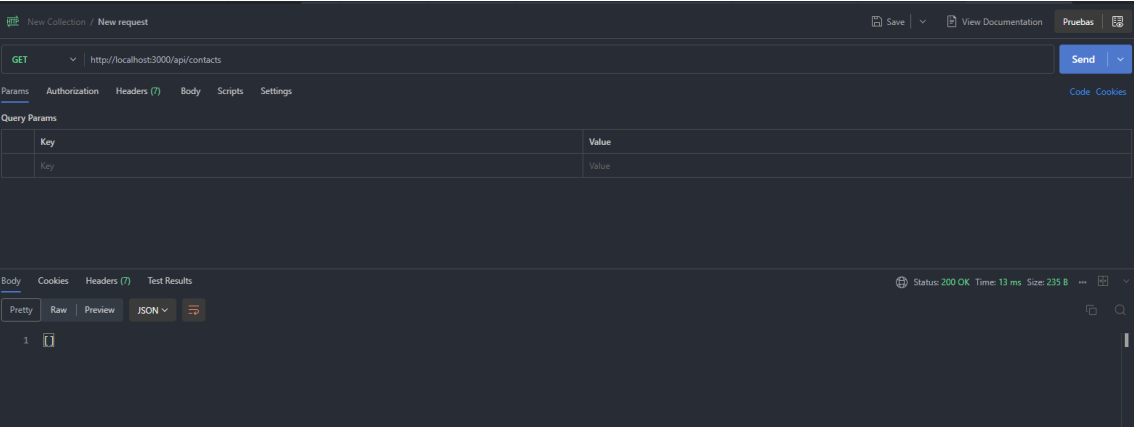 HTTP New Collection / New request Save View Documentation Pruebas
GET http://localhost:3000/api/contacts Send
Params Authorization Headers (7) Body Scripts Settings Code Cookies
Query Params
Key Value
Key Value
Body Cookies Headers (7) Test Results Status: 200 OK Time: 13 ms Size: 235 B
Pretty Raw Preview JSON
1 []